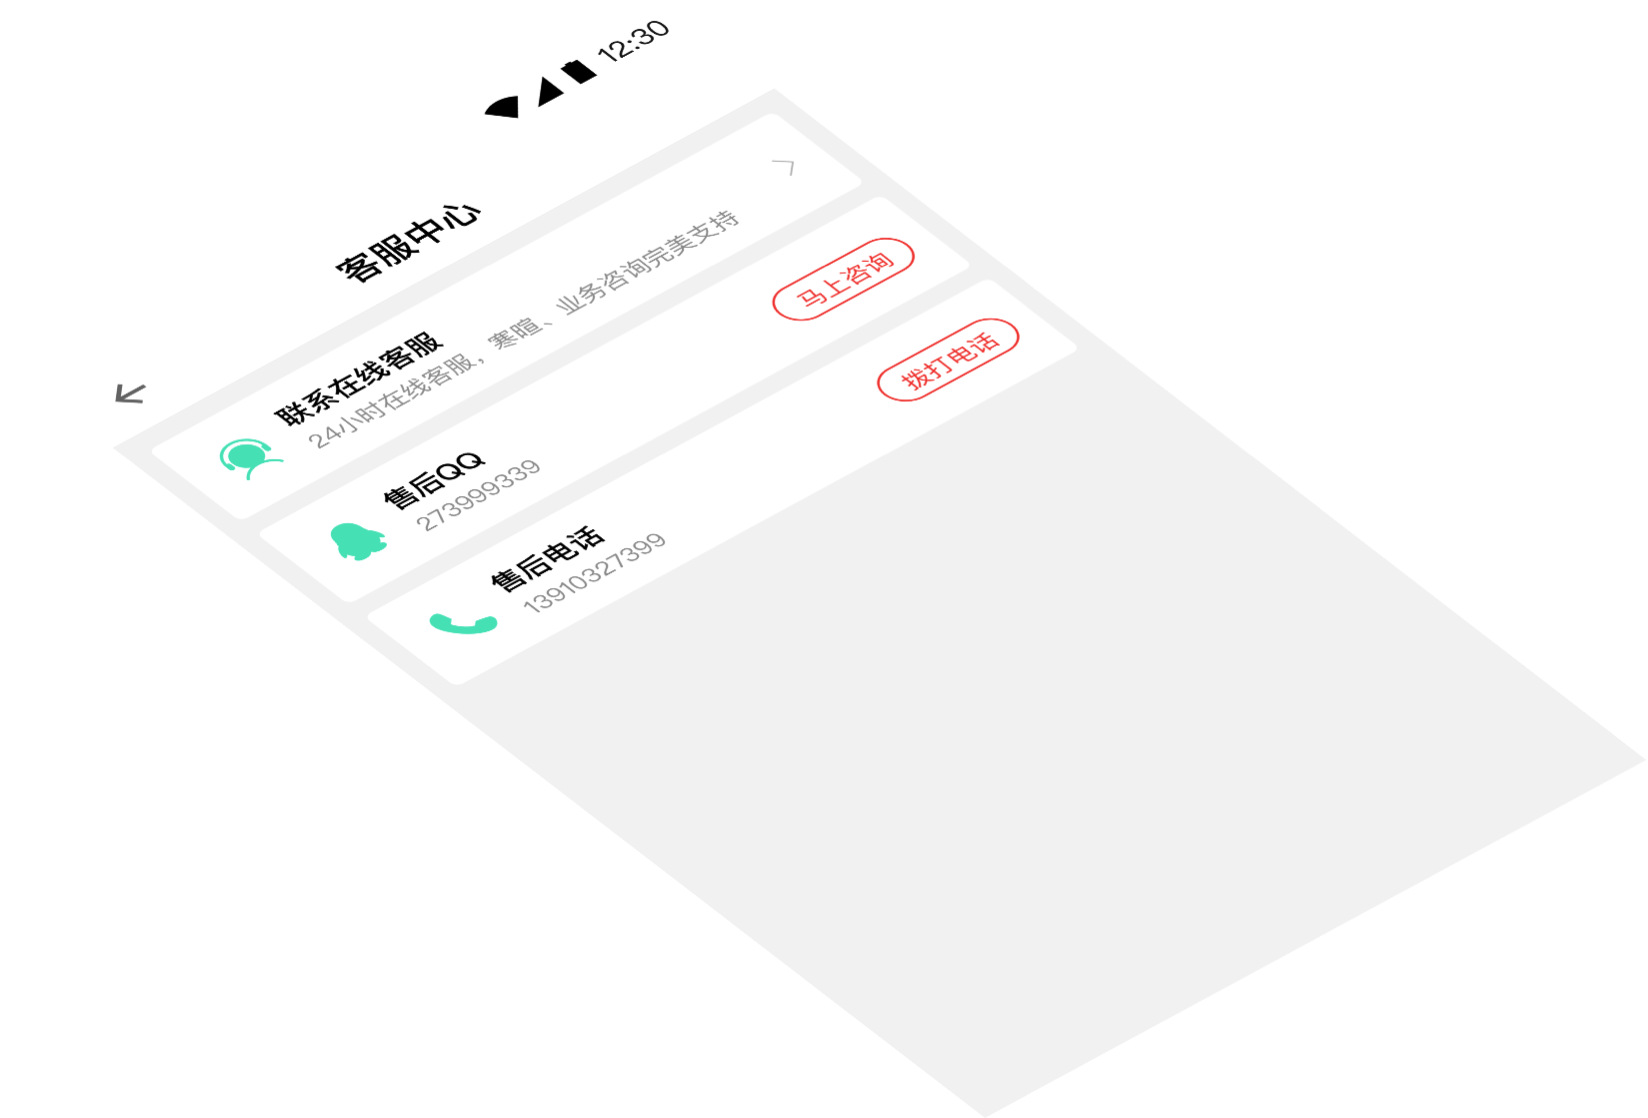 12:30
客服中心
联系在线客服
24小时在线客服，寒暄、业务咨询完美支持
售后QQ
273999339
马上咨询
售后电话
13910327399
拨打电话